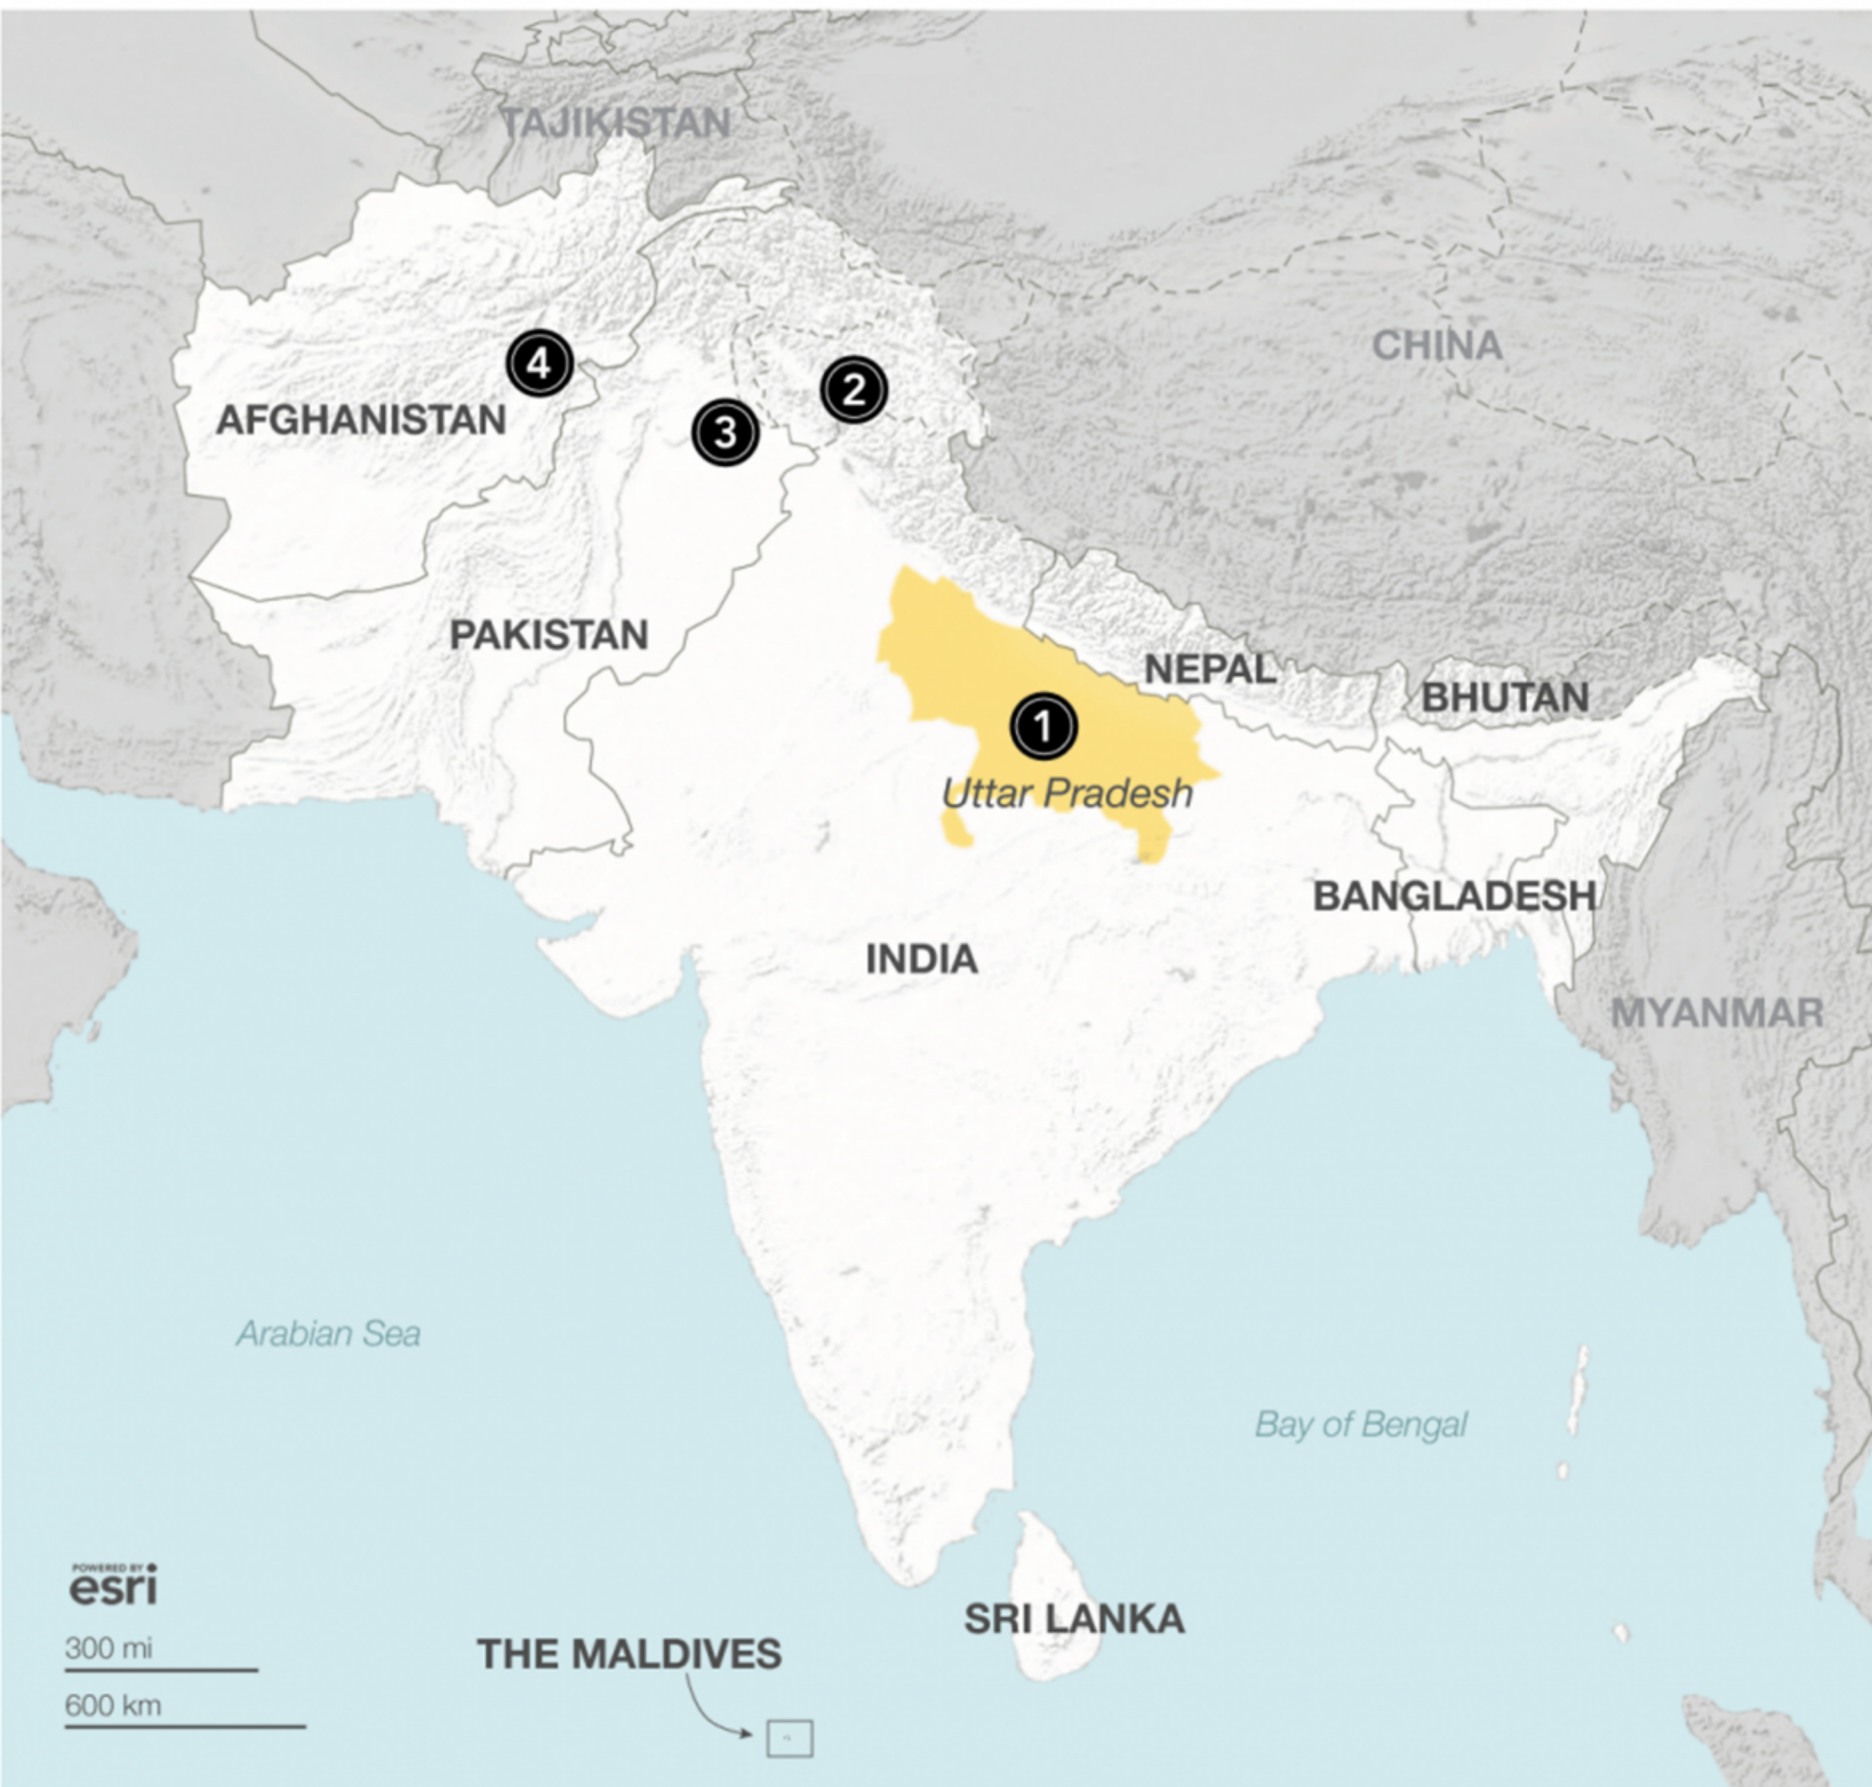 TAJIKISTAN
CHINA
4
2
AFGHANISTAN
3
PAKISTAN
NEPAL
BHUTAN
1
Uttar Pradesh
BANGLADESH
INDIA
MYANMAR
Arabian Sea
Bay of Bengal
POWERED BY
esri
SRI LANKA
300 mi
THE MALDIVES
600 km